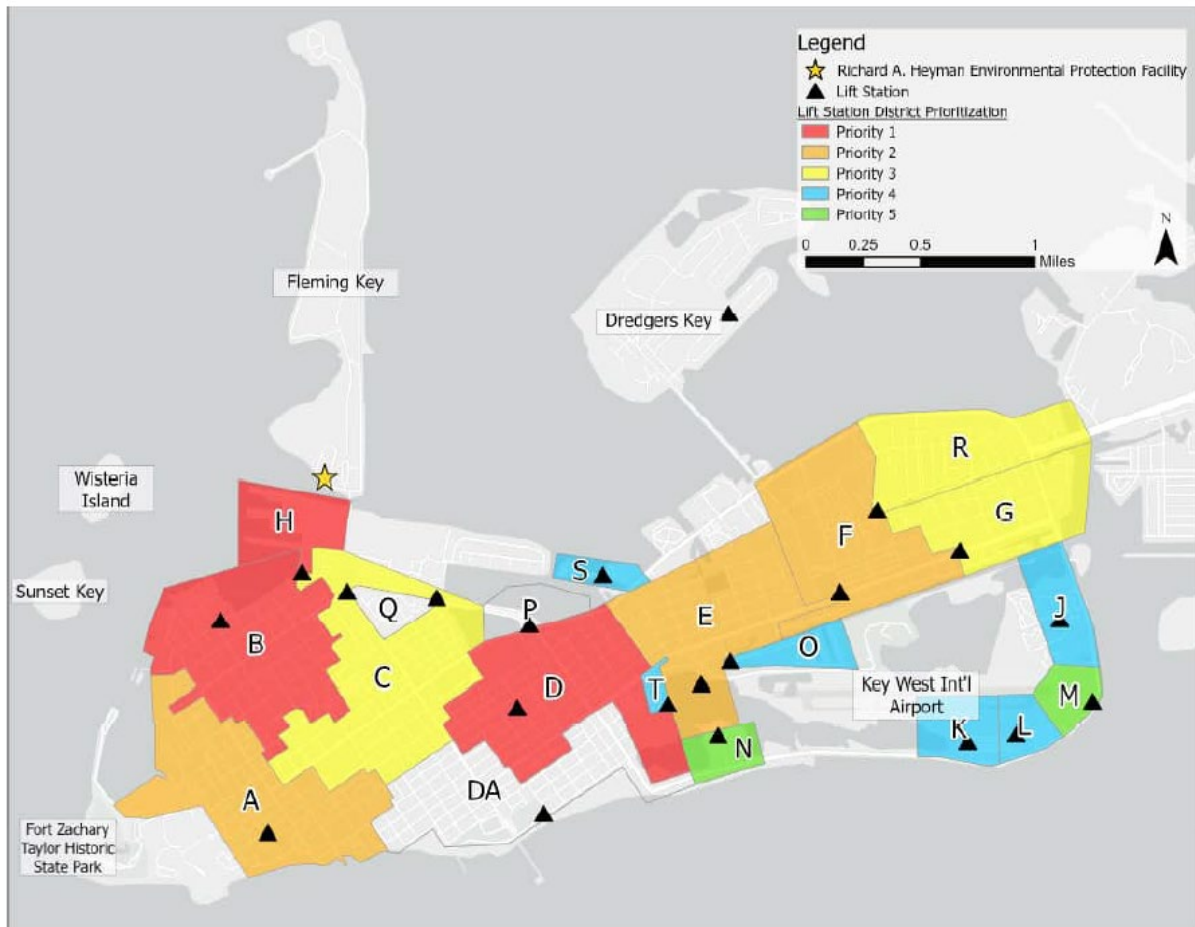 Legend
Richard A. Heyman Environmental Protection Facility
Lift Station
Lift Station District Prioritization
Priority 1
Priority 2
Priority 3
Priority 4
Priority 5
0 0.25 0.5 1
Miles
N
Fleming Key
Dredgers Key
Wisteria
Island
Sunset Key
H
R
G
F
S
Q
P
E
B
C
O
J
D
T
Key West Int'l
Airport
M
K
L
N
DA
A
Fort Zachary
Taylor Historic
State Park